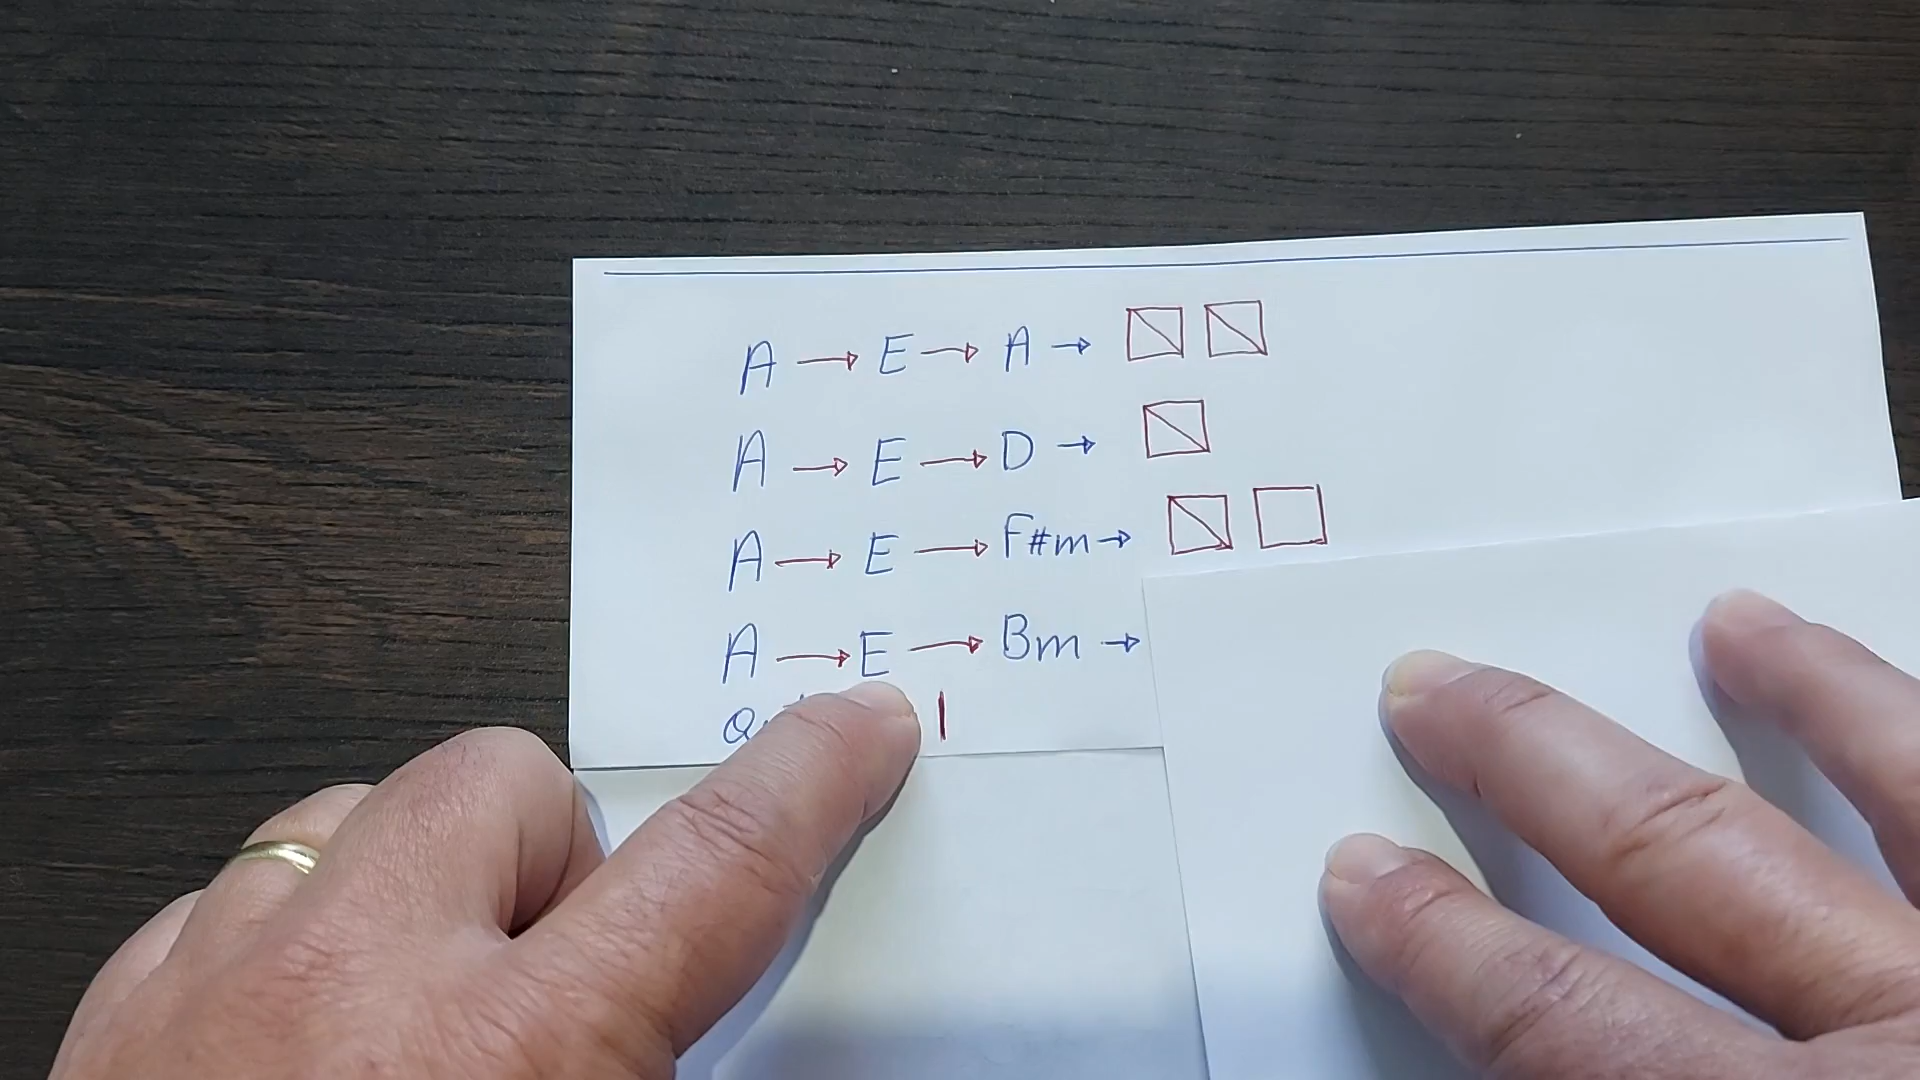 A → E → A →
A → E → D →
A → E → F#m →
A → E → Bm →